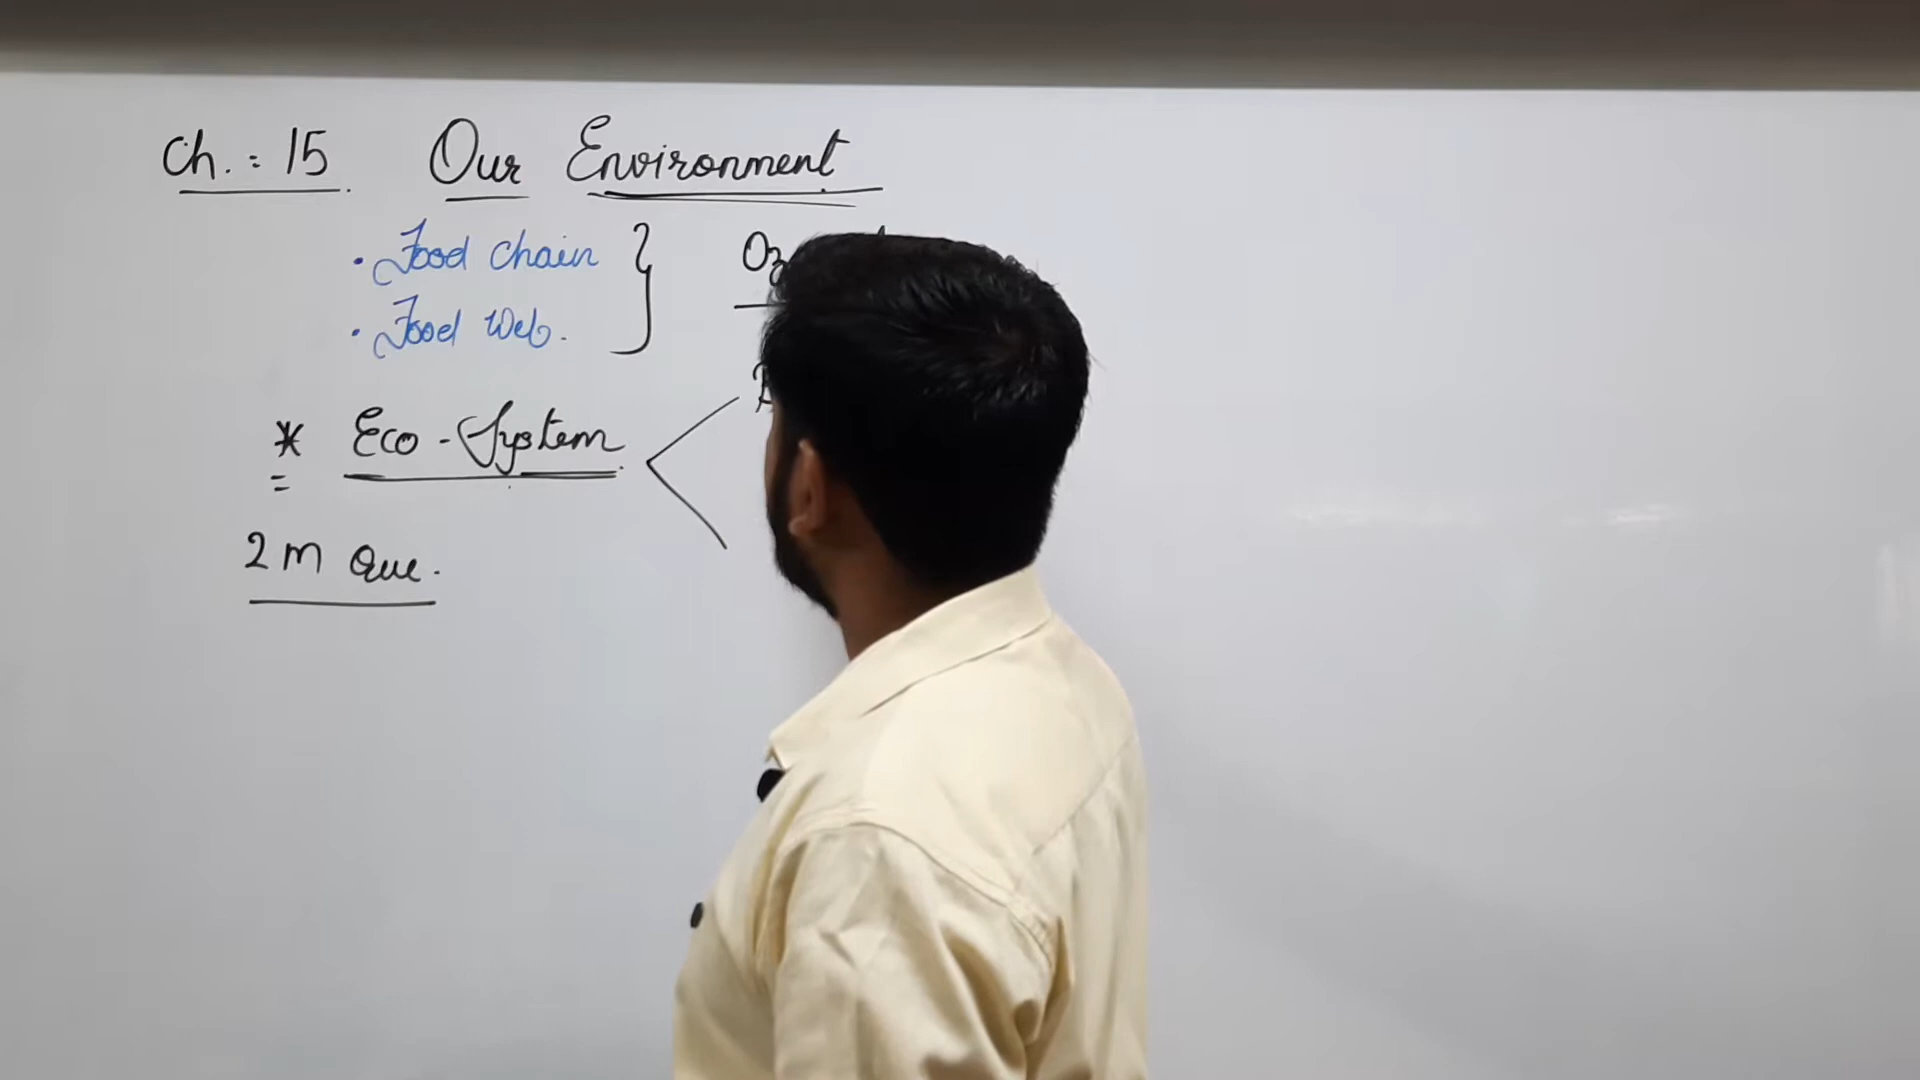 Ch. : 15 Our Environment
• Food chain
• Food Web.
* Eco-System
2 m Que.